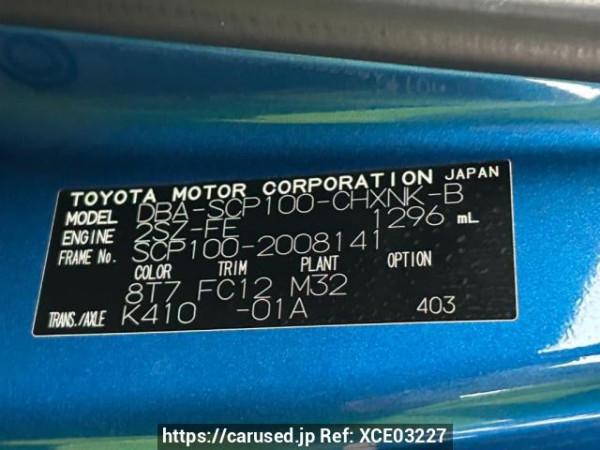 TOYOTA MOTOR CORPORATION JAPAN
MODEL DBA-SCP100-CHXNK-B
ENGINE 2SZ-FE 1296 mL
FRAME No. SCP100-2008141
COLOR TRIM PLANT OPTION
8T7 FC12 M32
TRANS./AXLE K410 -01A 403
https://carused.jp Ref: XCE03227